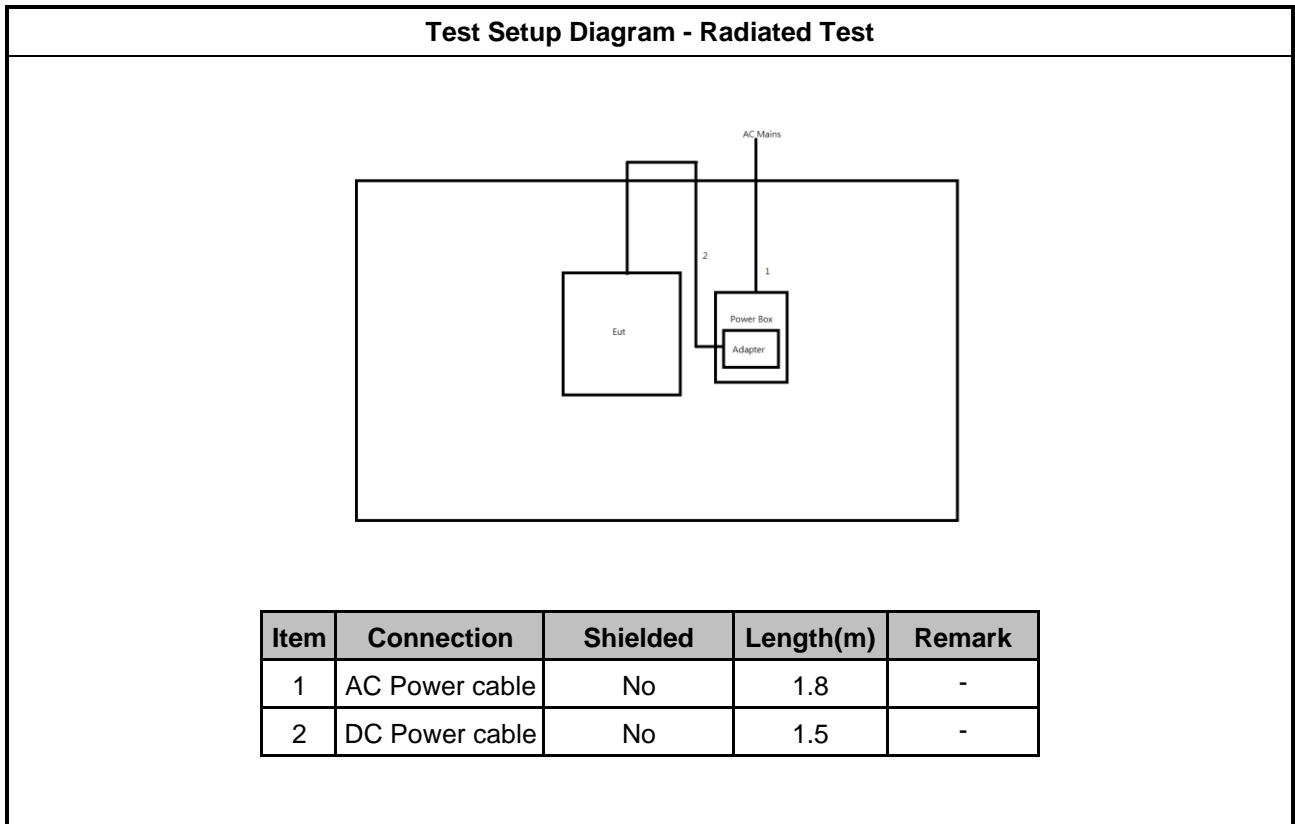 Test Setup Diagram - Radiated Test
AC Mains
2
1
Power Box
Eut
Adapter
Item Connection Shielded Length(m) Remark
1 AC Power cable No 1.8 -
2 DC Power cable No 1.5 -